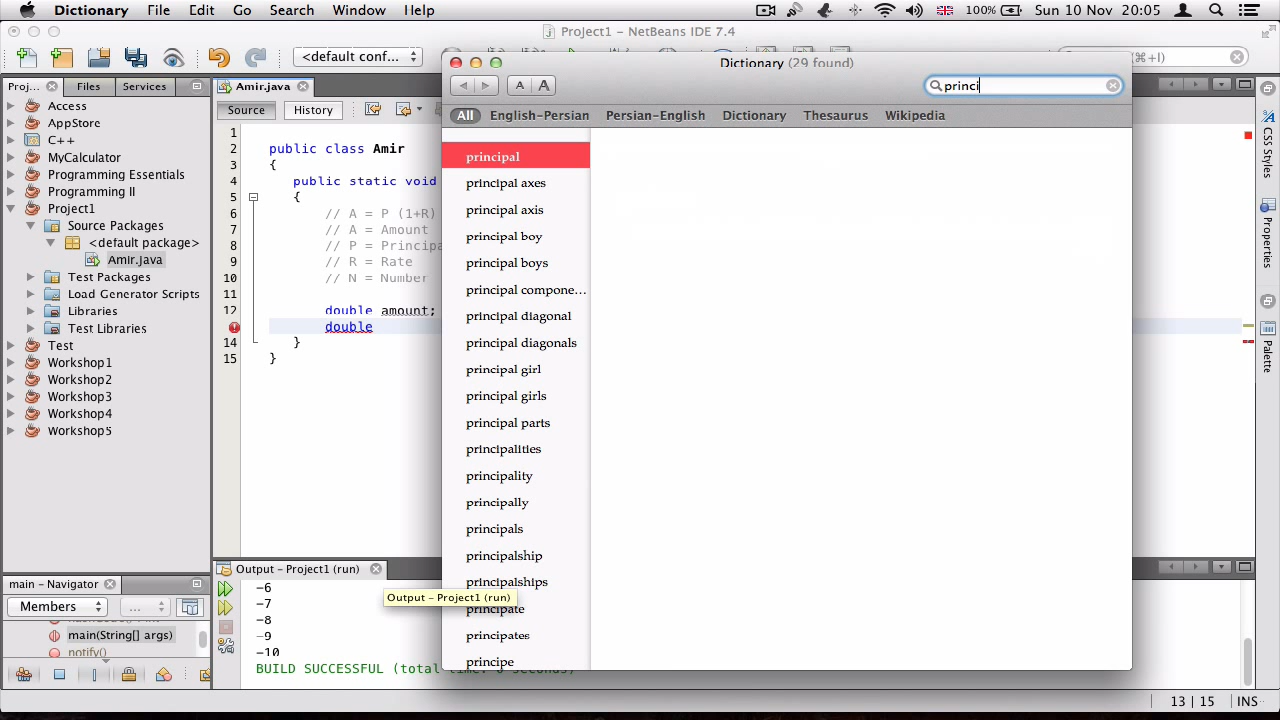 Dictionary File Edit Go Search Window Help 100% Sun 10 Nov 20:05
Project1 – NetBeans IDE 7.4
<default conf...
(⌘+I)
Dictionary (29 found)
princi
A A
All English-Persian Persian-English Dictionary Thesaurus Wikipedia
Proj... Files Services
Access
AppStore
C++
MyCalculator
Programming Essentials
Programming II
Project1
Source Packages
<default package>
Amir.java
Test Packages
Load Generator Scripts
Libraries
Test Libraries
Test
Workshop1
Workshop2
Workshop3
Workshop4
Workshop5
Amir.java
Source History
1
2 public class Amir
3 {
4 public static void
5 {
6 // A = P (1+R)
7 // A = Amount
8 // P = Principa
9 // R = Rate
10 // N = Number
11
12 double amount;
double
14 }
15 }
principal
principal axes
principal axis
principal boy
principal boys
principal compone...
principal diagonal
principal diagonals
principal girl
principal girls
principal parts
principalities
principality
principally
principals
principalship
principalships
principate
principates
principe
CSS Styles
Properties
Palette
main – Navigator
Members ...
main(String[] args)
notify()
Output – Project1 (run)
-6
-7
-8
-9
-10
BUILD SUCCESSFUL (total time: 6 seconds)
Output – Project1 (run)
13 | 15 INS